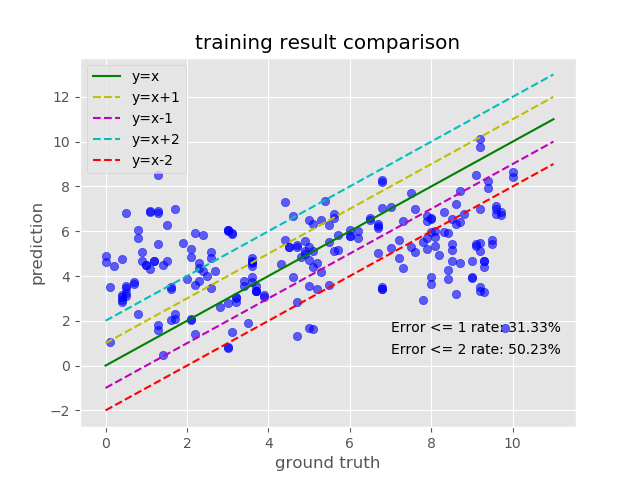 training result comparison
y=x
y=x+1
y=x-1
y=x+2
y=x-2
12
10
8
6
4
2
0
−2
prediction
Error <= 1 rate: 31.33%
Error <= 2 rate: 50.23%
0 2 4 6 8 10
ground truth